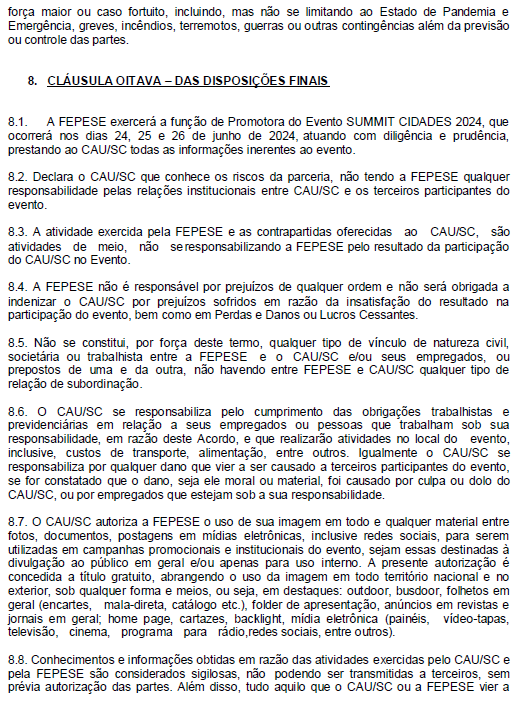 força maior ou caso fortuito, incluindo, mas não se limitando ao Estado de Pandemia e
Emergência, greves, incêndios, terremotos, guerras ou outras contingências além da previsão
ou controle das partes.
8. CLÁUSULA OITAVA – DAS DISPOSIÇÕES FINAIS
8.1. A FEPESE exercerá a função de Promotora do Evento SUMMIT CIDADES 2024, que
ocorrerá nos dias 24, 25 e 26 de junho de 2024, atuando com diligência e prudência,
prestando ao CAU/SC todas as informações inerentes ao evento.
8.2. Declara o CAU/SC que conhece os riscos da parceria, não tendo a FEPESE qualquer
responsabilidade pelas relações institucionais entre CAU/SC e os terceiros participantes do
evento.
8.3. A atividade exercida pela FEPESE e as contrapartidas oferecidas ao CAU/SC, são
atividades de meio, não se responsabilizando a FEPESE pelo resultado da participação
do CAU/SC no Evento.
8.4. A FEPESE não é responsável por prejuízos de qualquer ordem e não será obrigada a
indenizar o CAU/SC por prejuízos sofridos em razão da insatisfação do resultado na
participação do evento, bem como em Perdas e Danos ou Lucros Cessantes.
8.5. Não se constitui, por força deste termo, qualquer tipo de vínculo de natureza civil,
societária ou trabalhista entre a FEPESE e o CAU/SC e/ou seus empregados, ou
prepostos de uma e da outra, não havendo entre FEPESE e CAU/SC qualquer tipo de
relação de subordinação.
8.6. O CAU/SC se responsabiliza pelo cumprimento das obrigações trabalhistas e
previdenciárias em relação a seus empregados ou pessoas que trabalham sob sua
responsabilidade, em razão deste Acordo, e que realizarão atividades no local do evento,
inclusive, custos de transporte, alimentação, entre outros. Igualmente o CAU/SC se
responsabiliza por qualquer dano que vier a ser causado a terceiros participantes do evento,
se for constatado que o dano, seja ele moral ou material, foi causado por culpa ou dolo do
CAU/SC, ou por empregados que estejam sob a sua responsabilidade.
8.7. O CAU/SC autoriza a FEPESE o uso de sua imagem em todo e qualquer material entre
fotos, documentos, postagens em mídias eletrônicas, inclusive redes sociais, para serem
utilizadas em campanhas promocionais e institucionais do evento, sejam essas destinadas à
divulgação ao público em geral e/ou apenas para uso interno. A presente autorização é
concedida a título gratuito, abrangendo o uso da imagem em todo território nacional e no
exterior, sob qualquer forma e meios, ou seja, em destaques: outdoor, busdoor, folhetos em
geral (encartes, mala-direta, catálogo etc.), folder de apresentação, anúncios em revistas e
jornais em geral; home page, cartazes, backlight, mídia eletrônica (painéis, vídeo-tapas,
televisão, cinema, programa para rádio,redes sociais, entre outros).
8.8. Conhecimentos e informações obtidas em razão das atividades exercidas pelo CAU/SC e
pela FEPESE são considerados sigilosas, não podendo ser transmitidas a terceiros, sem
prévia autorização das partes. Além disso, tudo aquilo que o CAU/SC ou a FEPESE vier a